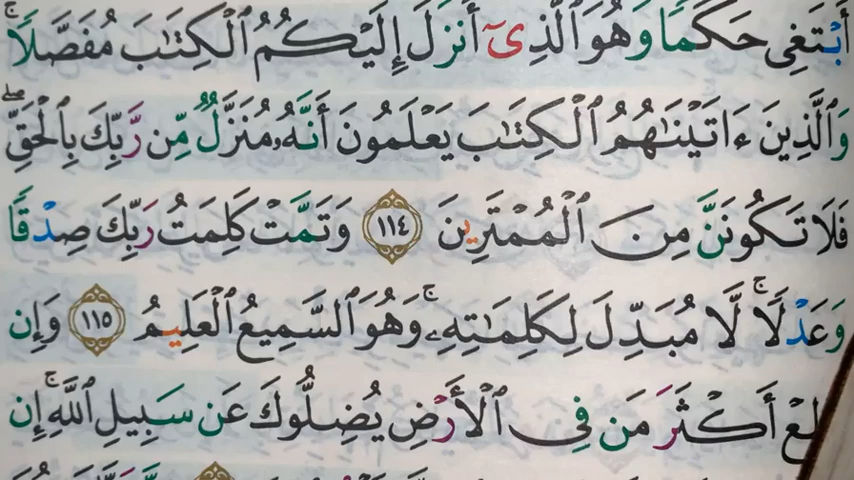 أَبْتَغِى حَكَمًا وَهُوَ ٱلَّذِىٓ أَنزَلَ إِلَيْكُمُ ٱلْكِتَٰبَ مُفَصَّلًا ۚ
وَٱلَّذِينَ ءَاتَيْنَٰهُمُ ٱلْكِتَٰبَ يَعْلَمُونَ أَنَّهُۥ مُنَزَّلٌ مِّن رَّبِّكَ بِٱلْحَقِّ ۖ
فَلَا تَكُونَنَّ مِنَ ٱلْمُمْتَرِينَ ١١٤ وَتَمَّتْ كَلِمَتُ رَبِّكَ صِدْقًا
وَعَدْلًا ۚ لَّا مُبَدِّلَ لِكَلِمَٰتِهِۦ ۚ وَهُوَ ٱلسَّمِيعُ ٱلْعَلِيمُ ١١٥ وَإِن
أَكْثَرَ مَن فِى ٱلْأَرْضِ يُضِلُّوكَ عَن سَبِيلِ ٱللَّهِ ۚ إِن